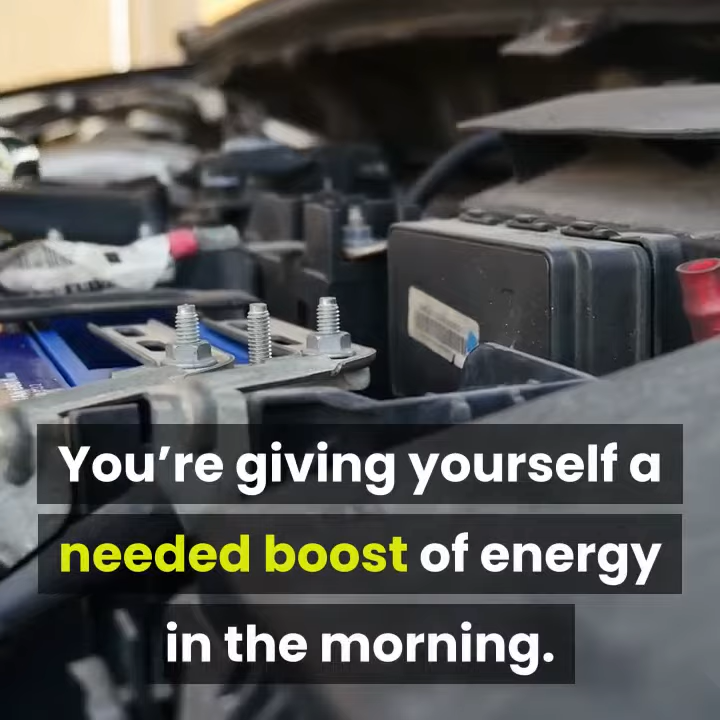 You’re giving yourself a
needed boost of energy
in the morning.